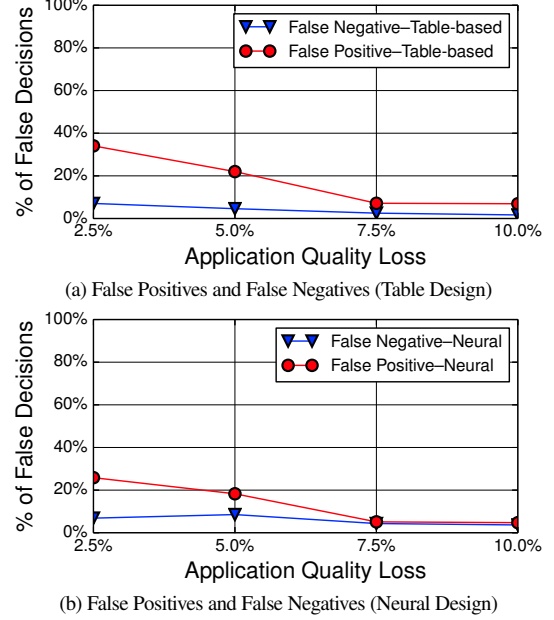 100%
80%
60%
40%
20%
0%
% of False Decisions
False Negative–Table-based
False Positive–Table-based
2.5% 5.0% 7.5% 10.0%
Application Quality Loss
(a) False Positives and False Negatives (Table Design)
100%
80%
60%
40%
20%
0%
% of False Decisions
False Negative–Neural
False Positive–Neural
2.5% 5.0% 7.5% 10.0%
Application Quality Loss
(b) False Positives and False Negatives (Neural Design)